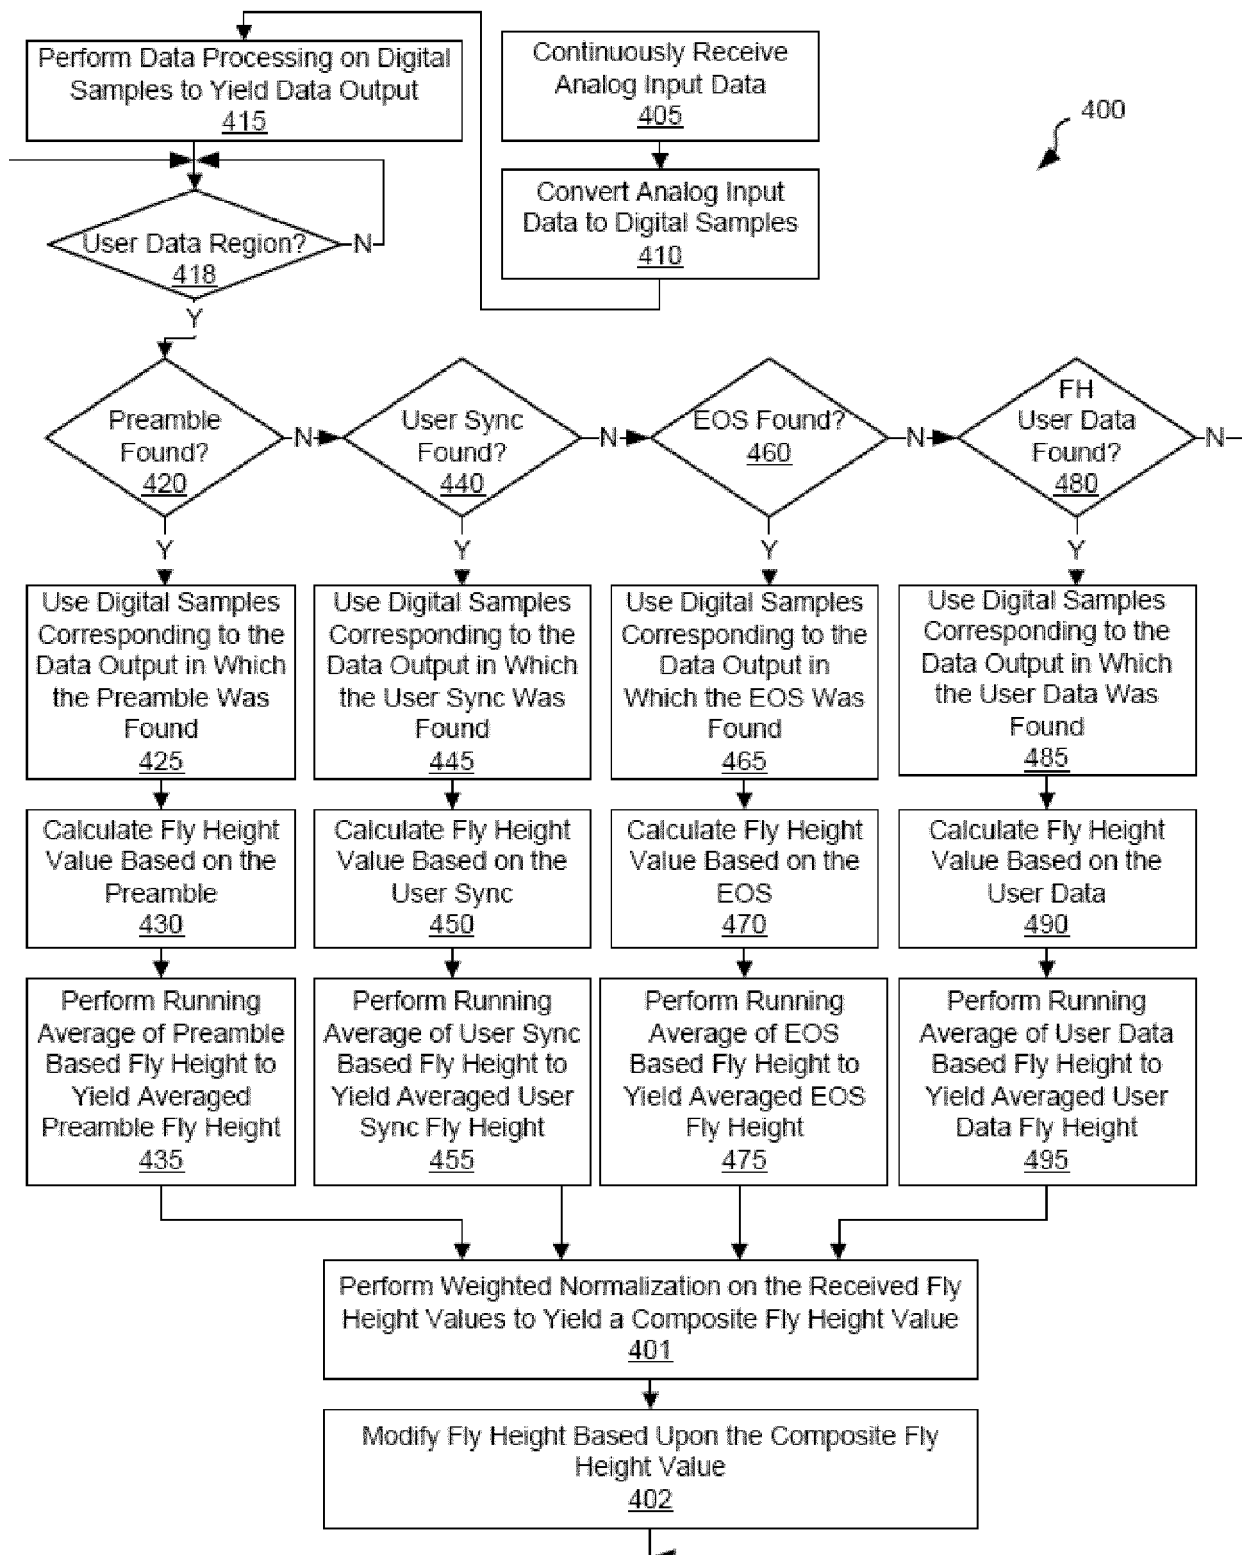 Perform Data Processing on Digital
Samples to Yield Data Output
415
Continuously Receive
Analog Input Data
405
400
Convert Analog Input
Data to Digital Samples
410
User Data Region?
418
N
Y
Preamble
Found?
420
N
User Sync
Found?
440
N
EOS Found?
460
N
FH
User Data
Found?
480
N
Y
Y
Y
Y
Use Digital Samples
Corresponding to the
Data Output in Which
the Preamble Was
Found
425
Use Digital Samples
Corresponding to the
Data Output in Which
the User Sync Was
Found
445
Use Digital Samples
Corresponding to the
Data Output in
Which the EOS Was
Found
465
Use Digital Samples
Corresponding to the
Data Output in Which
the User Data Was
Found
485
Calculate Fly Height
Value Based on the
Preamble
430
Calculate Fly Height
Value Based on the
User Sync
450
Calculate Fly Height
Value Based on the
EOS
470
Calculate Fly Height
Value Based on the
User Data
490
Perform Running
Average of Preamble
Based Fly Height to
Yield Averaged
Preamble Fly Height
435
Perform Running
Average of User Sync
Based Fly Height to
Yield Averaged User
Sync Fly Height
455
Perform Running
Average of EOS
Based Fly Height to
Yield Averaged EOS
Fly Height
475
Perform Running
Average of User Data
Based Fly Height to
Yield Averaged User
Data Fly Height
495
Perform Weighted Normalization on the Received Fly
Height Values to Yield a Composite Fly Height Value
401
Modify Fly Height Based Upon the Composite Fly
Height Value
402